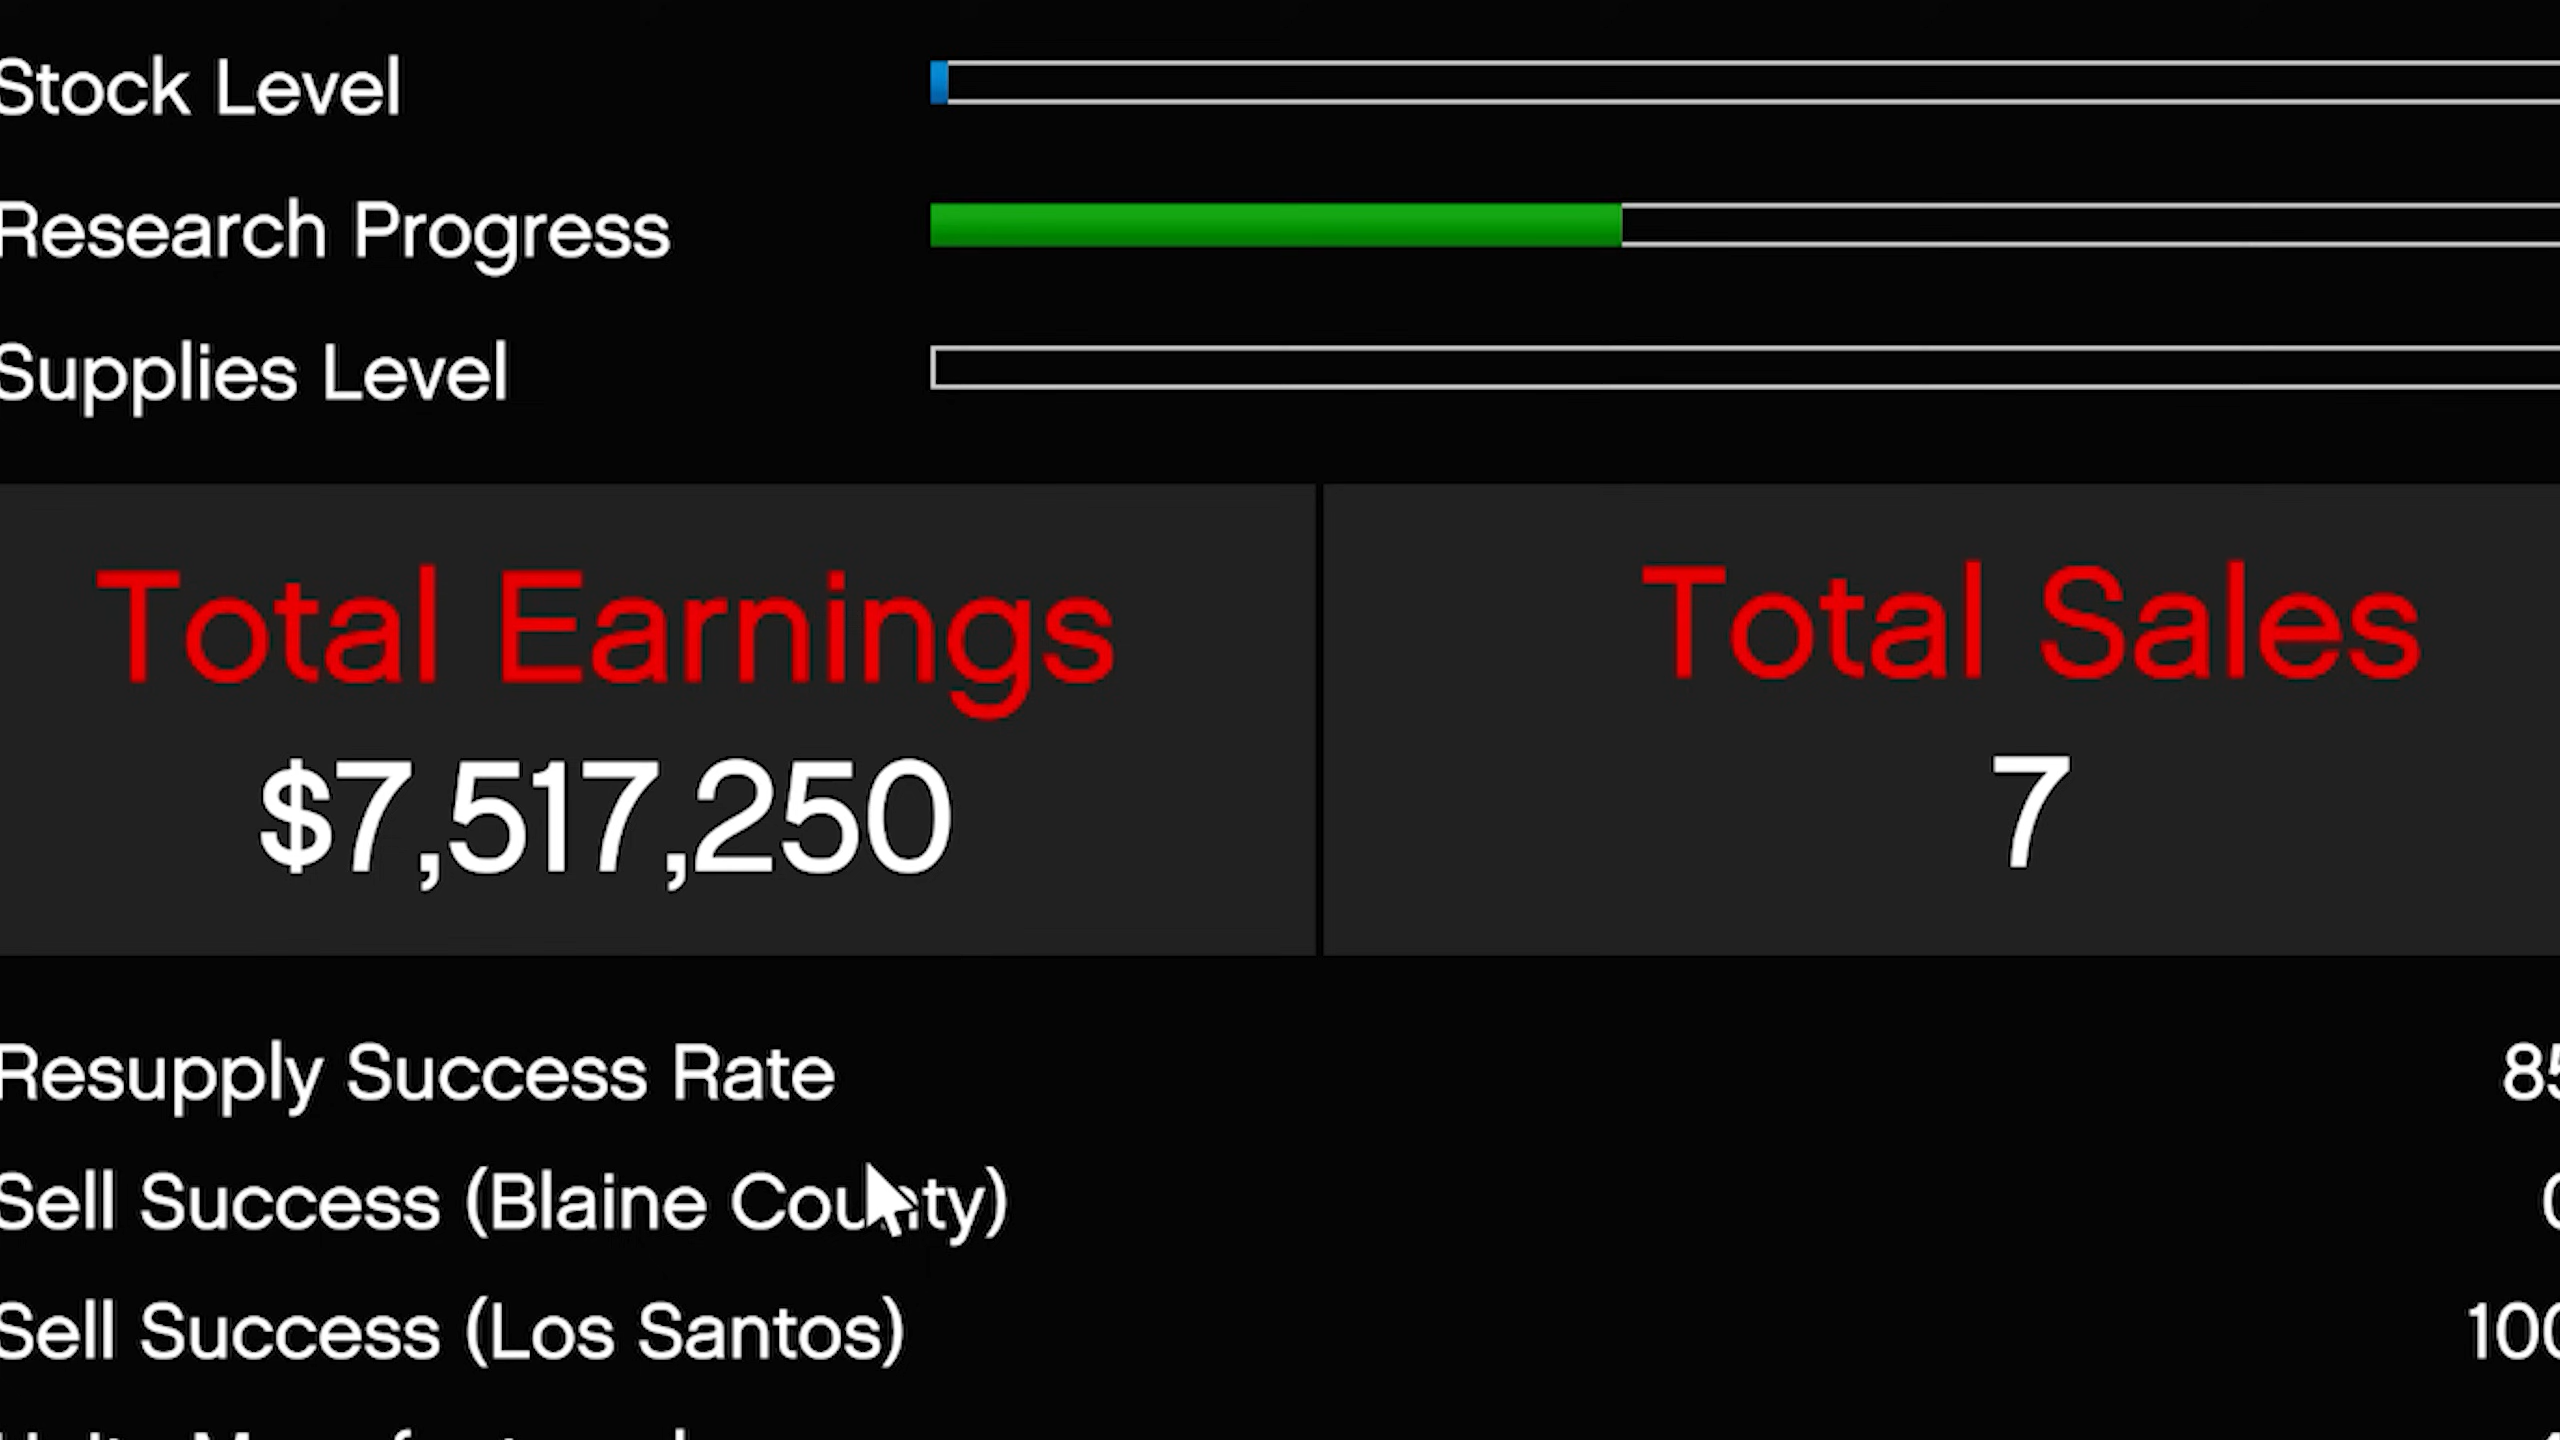 Stock Level
Research Progress
Supplies Level
Total Earnings
$7,517,250
Total Sales
7
Resupply Success Rate
85
Sell Success (Blaine County)
Sell Success (Los Santos)
100